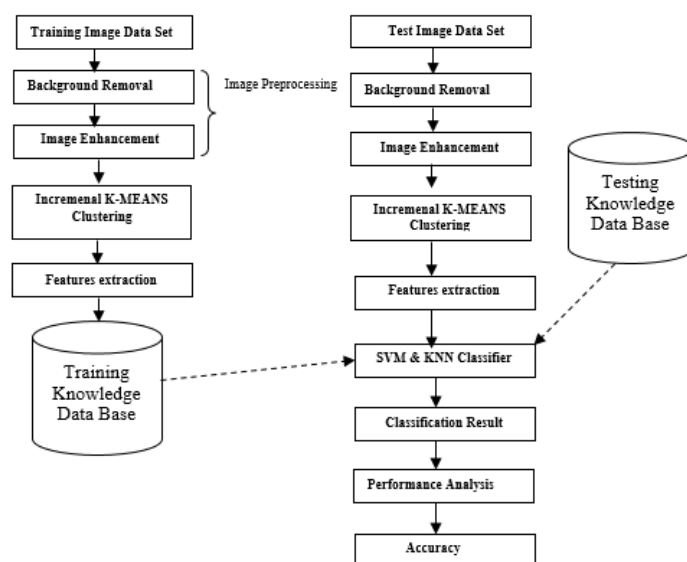 Training Image Data Set
Background Removal
Image Enhancement
Image Preprocessing
Incremenal K-MEANS
Clustering
Features extraction
Training
Knowledge
Data Base
Test Image Data Set
Background Removal
Image Enhancement
Incremenal K-MEANS
Clustering
Features extraction
SVM & KNN Classifier
Classification Result
Performance Analysis
Accuracy
Testing
Knowledge
Data Base